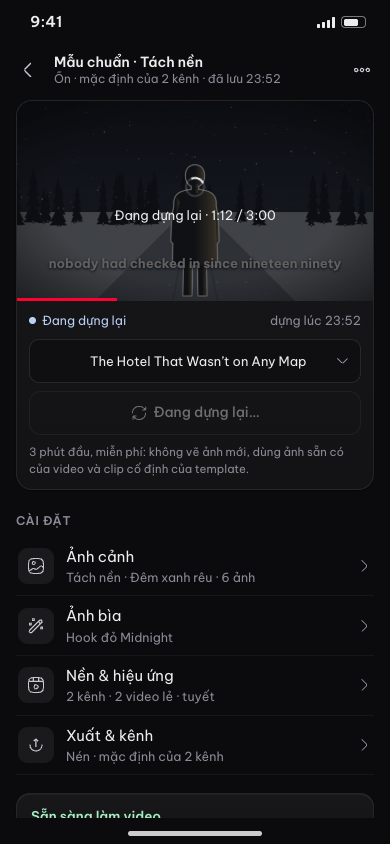 9:41
Mẫu chuẩn · Tách nền
Ổn · mặc định của 2 kênh · đã lưu 23:52
Đang dựng lại · 1:12 / 3:00
nobody had checked in since nineteen ninety
Đang dựng lại
dựng lúc 23:52
The Hotel That Wasn't on Any Map
Đang dựng lại...
3 phút đầu, miễn phí: không vẽ ảnh mới, dùng ảnh sẵn có
của video và clip cố định của template.
CÀI ĐẶT
Ảnh cảnh
Tách nền · Đêm xanh rêu · 6 ảnh
Ảnh bìa
Hook đỏ Midnight
Nền & hiệu ứng
2 kênh · 2 video lẻ · tuyết
Xuất & kênh
Nén · mặc định của 2 kênh
Sẵn sàng làm video